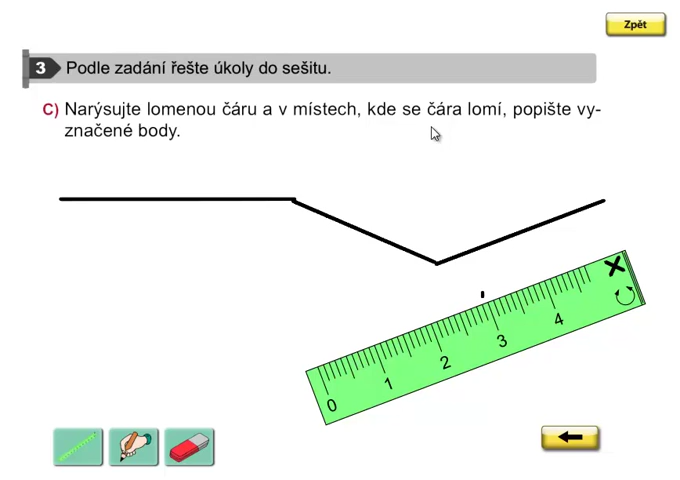 Zpět
3 Podle zadání řešte úkoly do sešitu.
C) Narýsujte lomenou čáru a v místech, kde se čára lomí, popište vy-
značené body.
0 1 2 3 4